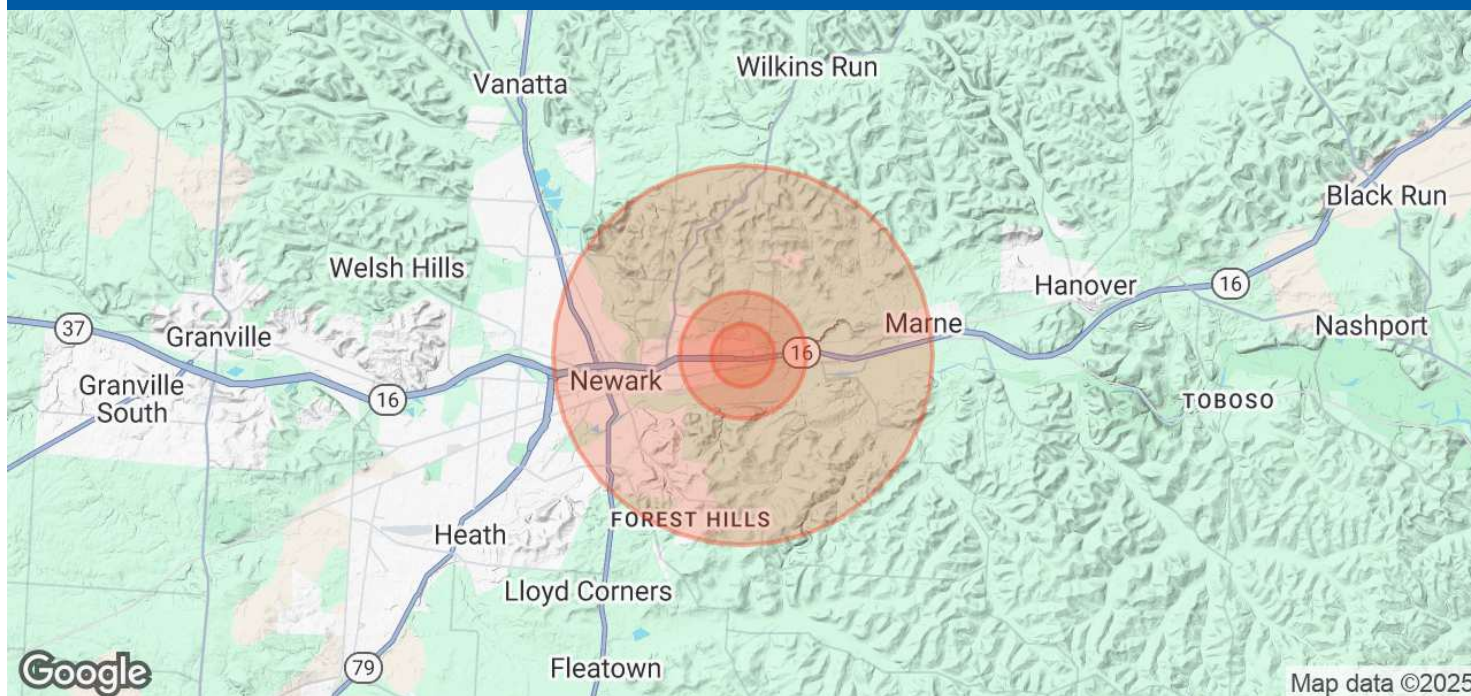 Vanatta
Wilkins Run
Black Run
Welsh Hills
Hanover
16
37
Granville
Marne
Nashport
16
Newark
Granville
South
16
TOBOSO
FOREST HILLS
Heath
Lloyd Corners
79
Fleatown
Google
Map data ©2025